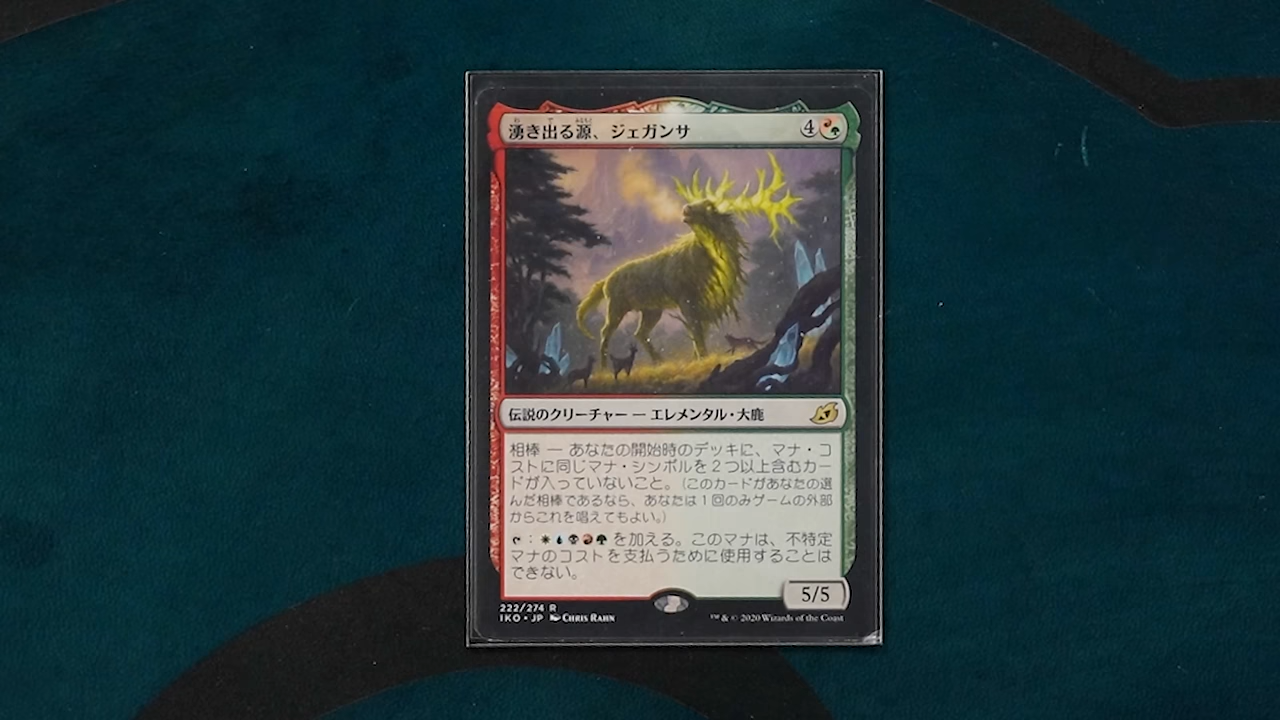 湧き出る源、ジェガンサ 4
伝説のクリーチャー — エレメンタル・大鹿
相棒 — あなたの開始時のデッキに、マナ・コ
ストに同じマナ・シンボルを２つ以上含むカー
ドが入っていないこと。(このカードがあなたの選
んだ相棒であるなら、あなたは１回のみゲームの外部
からこれを唱えてもよい。)
：を加える。このマナは、不特定
マナのコストを支払うために使用することは
できない。
5/5
222/274 R
IKO • JP CHRIS RAHN
™ & © 2020 Wizards of the Coast